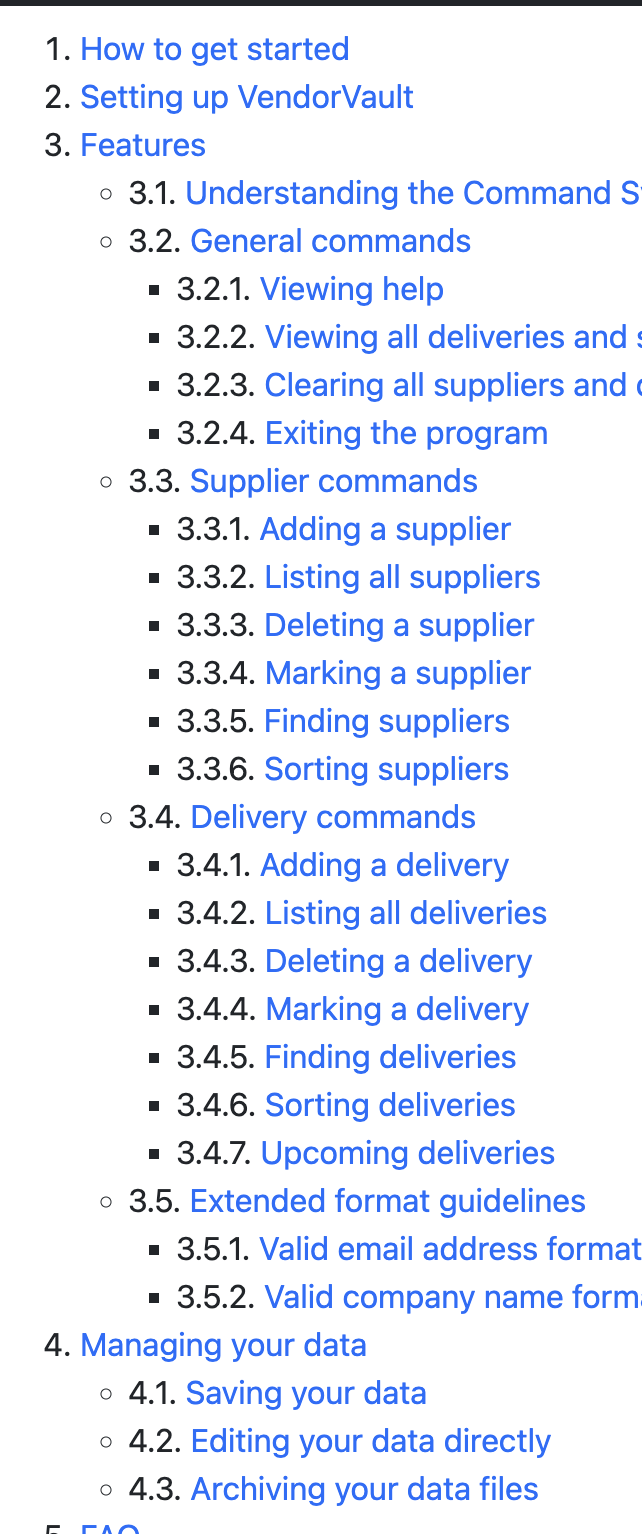 1. How to get started
2. Setting up VendorVault
3. Features
3.1. Understanding the Command
3.2. General commands
3.2.1. Viewing help
3.2.2. Viewing all deliveries and
3.2.3. Clearing all suppliers and
3.2.4. Exiting the program
3.3. Supplier commands
3.3.1. Adding a supplier
3.3.2. Listing all suppliers
3.3.3. Deleting a supplier
3.3.4. Marking a supplier
3.3.5. Finding suppliers
3.3.6. Sorting suppliers
3.4. Delivery commands
3.4.1. Adding a delivery
3.4.2. Listing all deliveries
3.4.3. Deleting a delivery
3.4.4. Marking a delivery
3.4.5. Finding deliveries
3.4.6. Sorting deliveries
3.4.7. Upcoming deliveries
3.5. Extended format guidelines
3.5.1. Valid email address format
3.5.2. Valid company name
4. Managing your data
4.1. Saving your data
4.2. Editing your data directly
4.3. Archiving your data files
5. FAQ